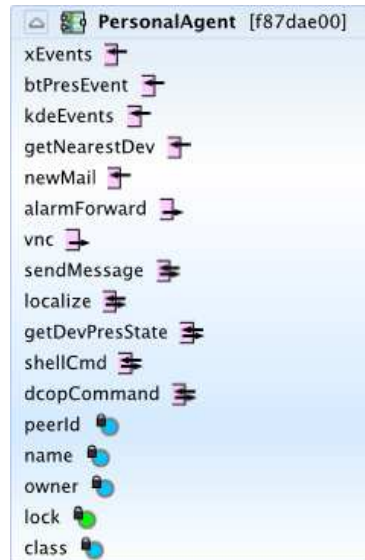 PersonalAgent [f87dae00]
xEvents
btPresEvent
kdeEvents
getNearestDev
newMail
alarmForward
vnc
sendMessage
localize
getDevPresState
shellCmd
dcopCommand
peerId
name
owner
lock
class